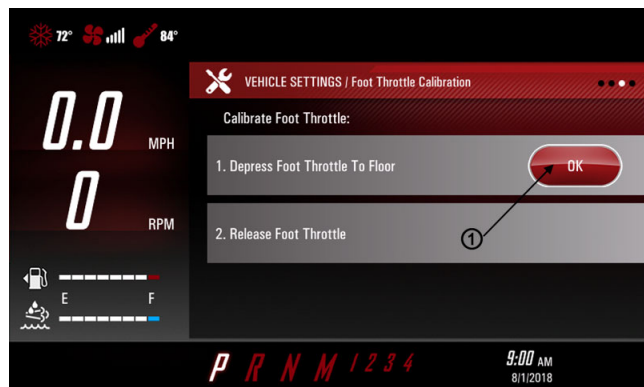 72° 84°
VEHICLE SETTINGS / Foot Throttle Calibration
0.0 MPH
Calibrate Foot Throttle:
1. Depress Foot Throttle To Floor OK
0 RPM
2. Release Foot Throttle
1
E F
P R N M 1 2 3 4
9:00 AM
8/1/2018